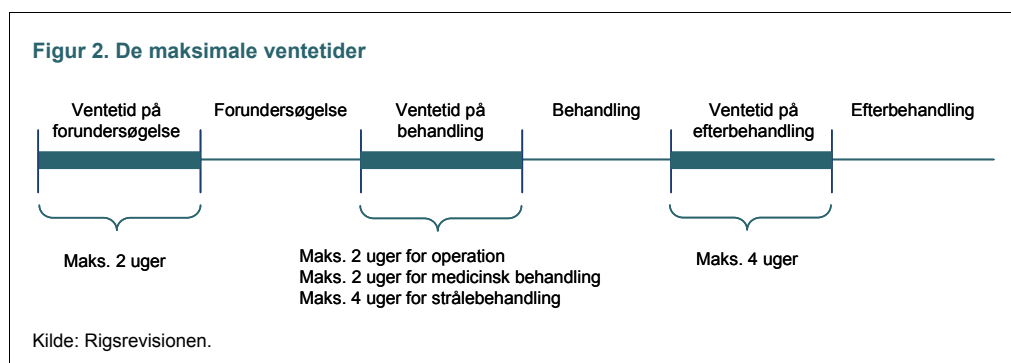 Figur 2. De maksimale ventetider
Ventetid på
forundersøgelse
Forundersøgelse
Ventetid på
behandling
Behandling
Ventetid på
efterbehandling
Efterbehandling
Maks. 2 uger
Maks. 2 uger for operation
Maks. 2 uger for medicinsk behandling
Maks. 4 uger for strålebehandling
Maks. 4 uger
Kilde: Rigsrevisionen.